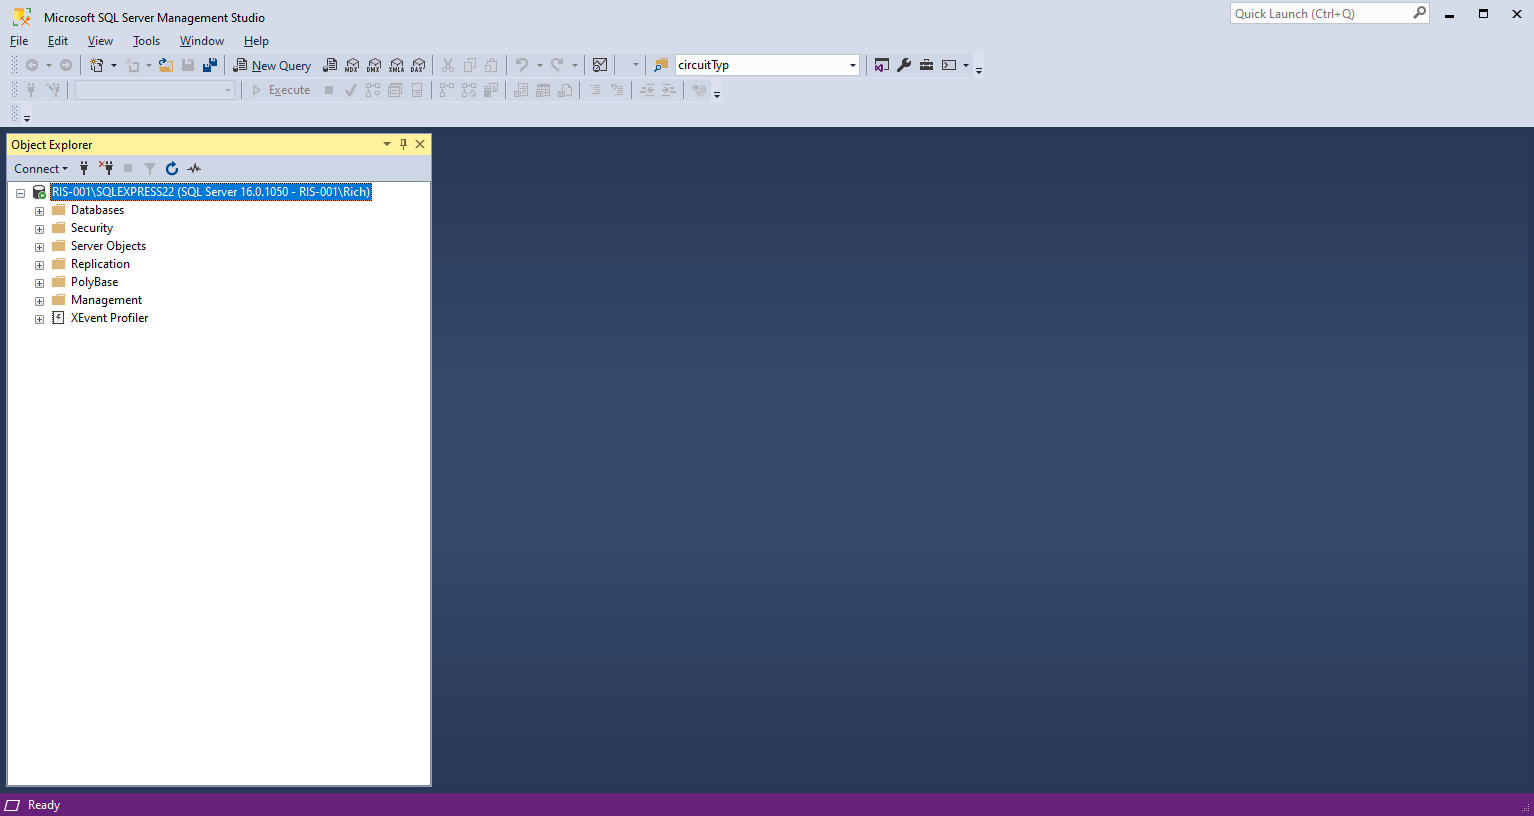 Microsoft SQL Server Management Studio
Quick Launch (Ctrl+Q)
File Edit View Tools Window Help
New Query MDX DMX XMLA DAX circuitTyp
Execute
Object Explorer
Connect
RIS-001\SQLEXPRESS22 (SQL Server 16.0.1050 - RIS-001\Rich)
Databases
Security
Server Objects
Replication
PolyBase
Management
XEvent Profiler
Ready